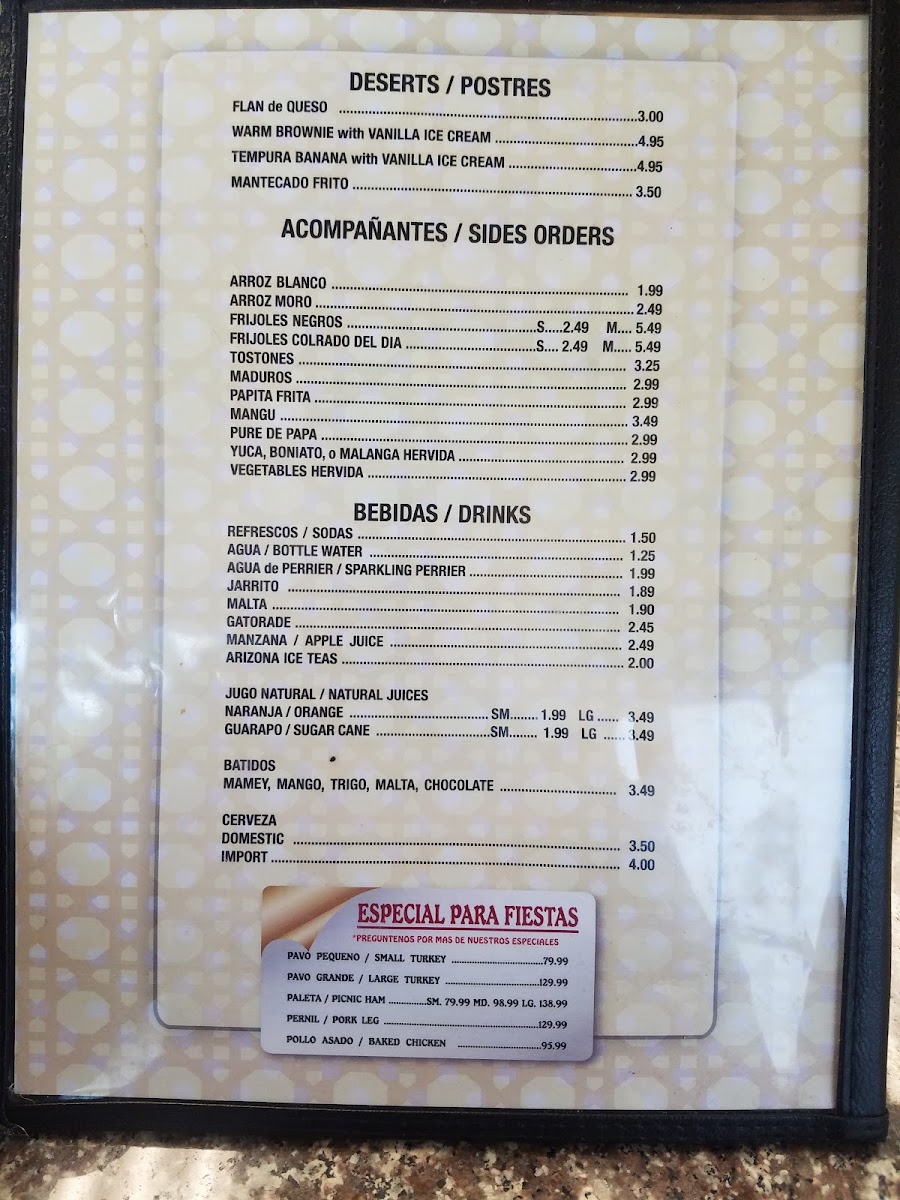 DESERTS / POSTRES
FLAN de QUESO ........ 3.00
WARM BROWNIE with VANILLA ICE CREAM ........ 4.95
TEMPURA BANANA with VANILLA ICE CREAM ........ 4.95
MANTECADO FRITO ........ 3.50
ACOMPAÑANTES / SIDES ORDERS
ARROZ BLANCO ........ 1.99
ARROZ MORO ........ 2.49
FRIJOLES NEGROS ........ S.....2.49 M.... 5.49
FRIJOLES COLRADO DEL DIA ........ S.... 2.49 M..... 5.49
TOSTONES ........ 3.25
MADUROS ........ 2.99
PAPITA FRITA ........ 2.99
MANGU ........ 3.49
PURE DE PAPA ........ 2.99
YUCA, BONIATO, o MALANGA HERVIDA ........ 2.99
VEGETABLES HERVIDA ........ 2.99
BEBIDAS / DRINKS
REFRESCOS / SODAS ........ 1.50
AGUA / BOTTLE WATER ........ 1.25
AGUA de PERRIER / SPARKLING PERRIER ........ 1.99
JARRITO ........ 1.89
MALTA ........ 1.90
GATORADE ........ 2.45
MANZANA / APPLE JUICE ........ 2.49
ARIZONA ICE TEAS ........ 2.00
JUGO NATURAL / NATURAL JUICES
NARANJA / ORANGE ........ SM........ 1.99 LG ...... 3.49
GUARAPO / SUGAR CANE ........ SM........ 1.99 LG ...... 3.49
BATIDOS
MAMEY, MANGO, TRIGO, MALTA, CHOCOLATE ........ 3.49
CERVEZA
DOMESTIC ........ 3.50
IMPORT ........ 4.00
ESPECIAL PARA FIESTAS
*PREGUNTENOS POR MAS DE NUESTROS ESPECIALES
PAVO PEQUENO / SMALL TURKEY ........ 79.99
PAVO GRANDE / LARGE TURKEY ........ 129.99
PALETA / PICNIC HAM ........ SM. 79.99 MD. 98.99 LG. 138.99
PERNIL / PORK LEG ........ 129.99
POLLO ASADO / BAKED CHICKEN ........ 95.99